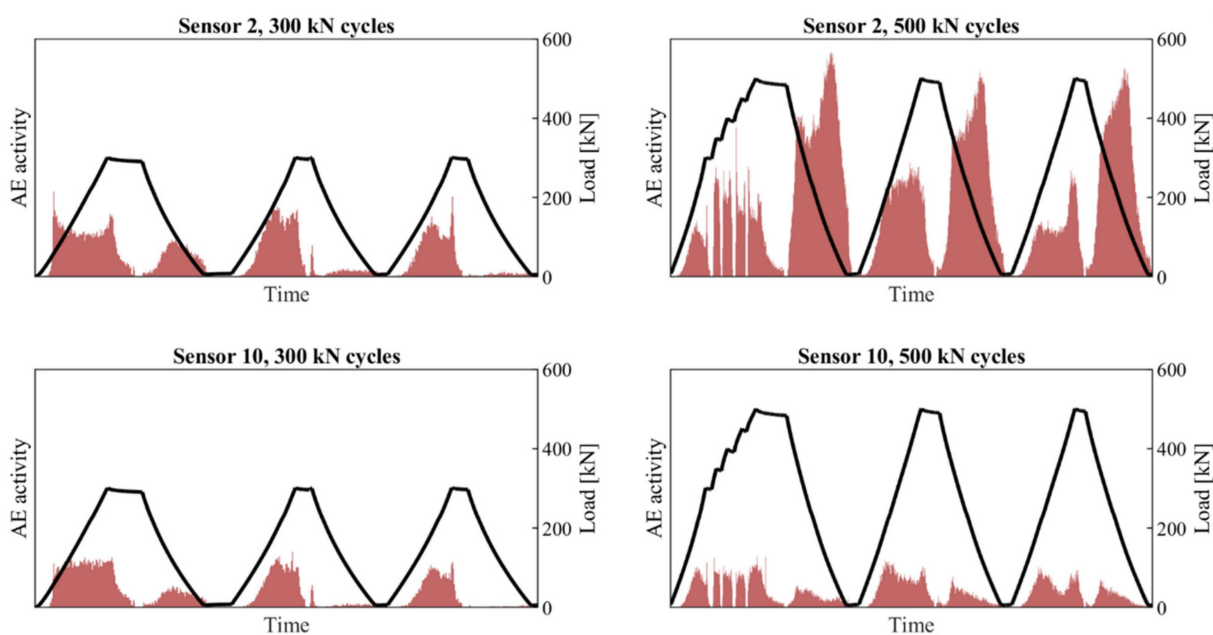 Sensor 2, 300 kN cycles
AE activity
600
400
200
0
Load [kN]
Time
Sensor 2, 500 kN cycles
AE activity
600
400
200
0
Load [kN]
Time
Sensor 10, 300 kN cycles
AE activity
600
400
200
0
Load [kN]
Time
Sensor 10, 500 kN cycles
AE activity
600
400
200
0
Load [kN]
Time